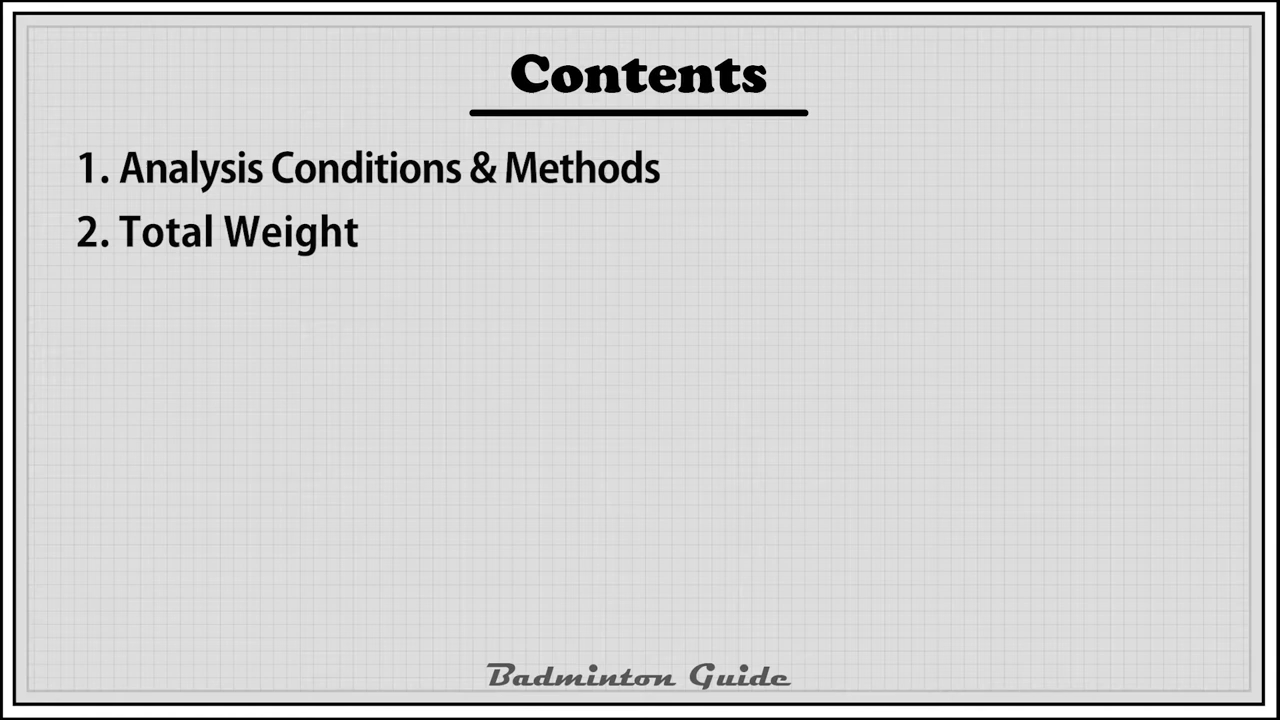 Contents
1. Analysis Conditions & Methods
2. Total Weight
Badminton Guide